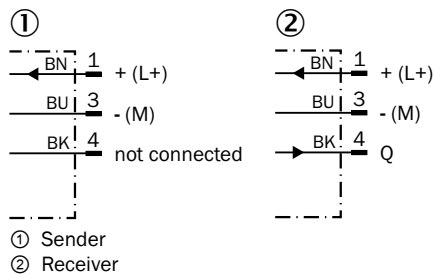 ① ②
BN 1 + (L+) BN 1 + (L+)
BU 3 - (M) BU 3 - (M)
BK 4 not connected BK 4 Q
① Sender
② Receiver